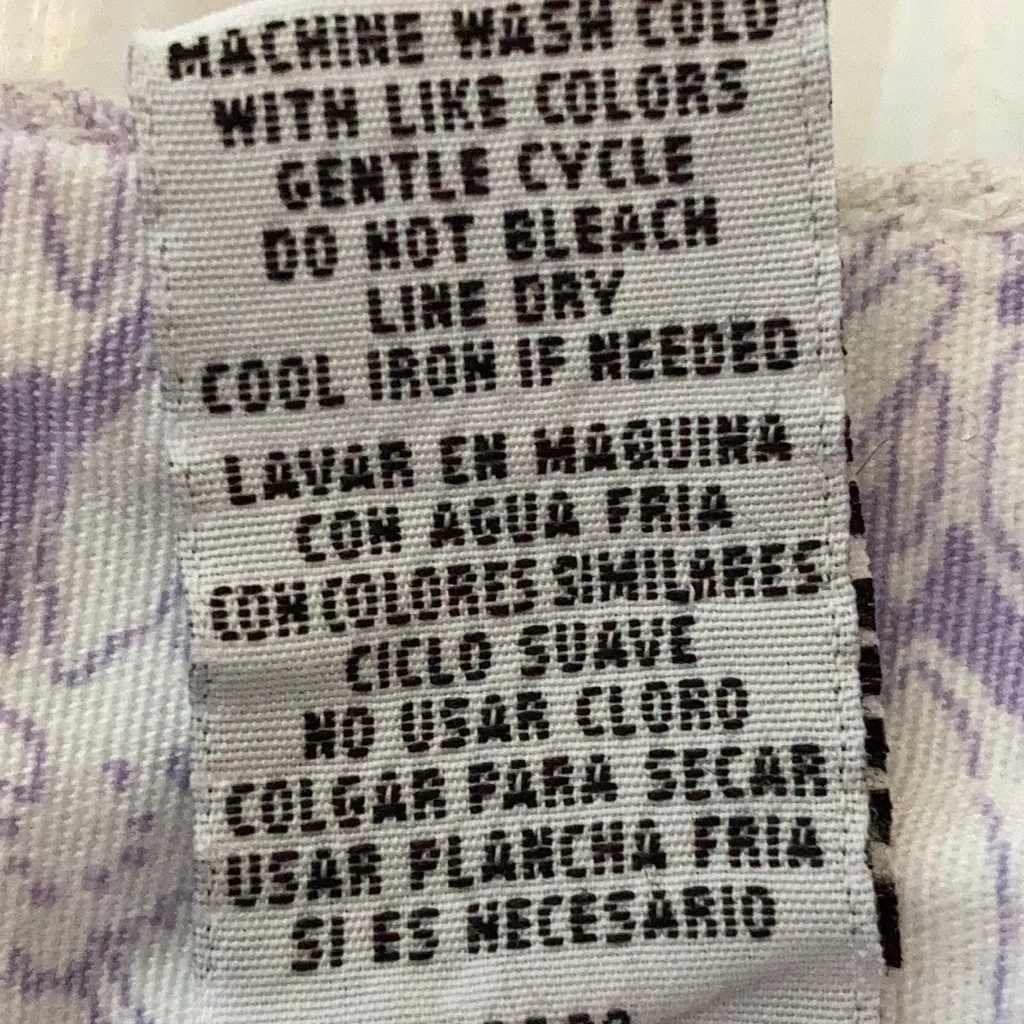 MACHINE WASH COLD
WITH LIKE COLORS
GENTLE CYCLE
DO NOT BLEACH
LINE DRY
COOL IRON IF NEEDED
LAVAR EN MAQUINA
CON AGUA FRIA
CON COLORES SIMILARES
CICLO SUAVE
NO USAR CLORO
COLGAR PARA SECAR
USAR PLANCHA FRIA
SI ES NECESARIO